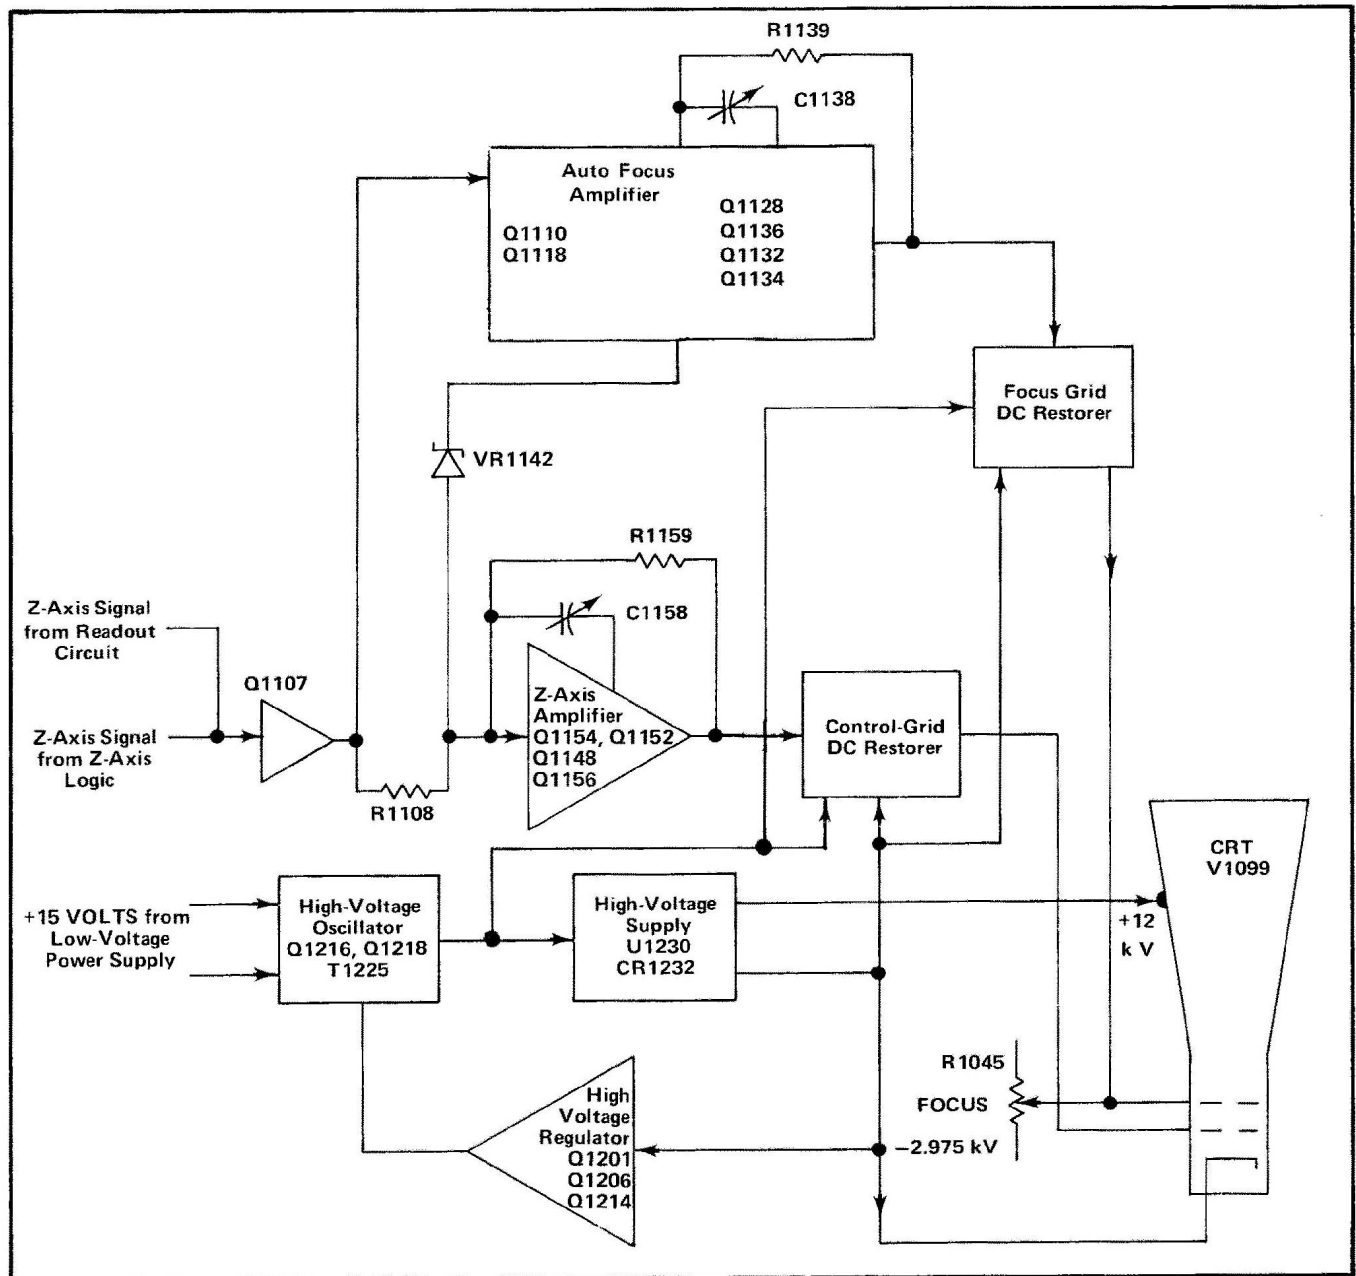 R1139
C1138
Auto Focus
Amplifier
Q1110
Q1118
Q1128
Q1136
Q1132
Q1134
Focus Grid
DC Restorer
VR1142
R1159
C1158
Z-Axis Signal
from Readout
Circuit
Q1107
Z-Axis Signal
from Z-Axis
Logic
R1108
Z-Axis
Amplifier
Q1154, Q1152
Q1148
Q1156
Control-Grid
DC Restorer
CRT
V1099
+12
k V
+15 VOLTS from
Low-Voltage
Power Supply
High-Voltage
Oscillator
Q1216, Q1218
T1225
High-Voltage
Supply
U1230
CR1232
High
Voltage
Regulator
Q1201
Q1206
Q1214
R1045
FOCUS
−2.975 kV